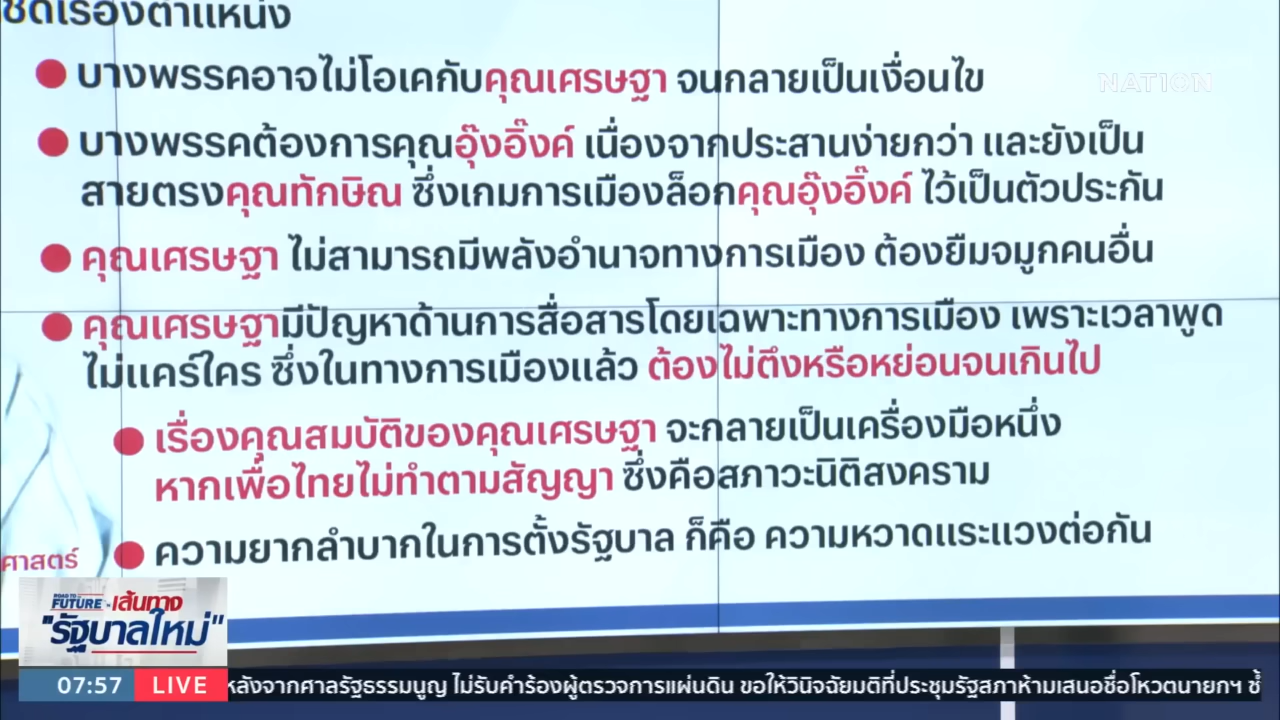 ชัดเรื่องตำแหน่ง
บางพรรคอาจไม่โอเคกับคุณเศรษฐา จนกลายเป็นเงื่อนไข
NATION
บางพรรคต้องการคุณอุ๊งอิ๊งค์ เนื่องจากประสานง่ายกว่า และยังเป็น
สายตรงคุณทักษิณ ซึ่งเกมการเมืองล็อกคุณอุ๊งอิ๊งค์ ไว้เป็นตัวประกัน
คุณเศรษฐา ไม่สามารถมีพลังอำนาจทางการเมือง ต้องยืมจมูกคนอื่น
คุณเศรษฐามีปัญหาด้านการสื่อสารโดยเฉพาะทางการเมือง เพราะเวลาพูด
ไม่แคร์ใคร ซึ่งในทางการเมืองแล้ว ต้องไม่ตึงหรือหย่อนจนเกินไป
เรื่องคุณสมบัติของคุณเศรษฐา จะกลายเป็นเครื่องมือหนึ่ง
หากเพื่อไทยไม่ทำตามสัญญา ซึ่งคือสภาวะนิติสงคราม
ความยากลำบากในการตั้งรัฐบาล ก็คือ ความหวาดแระแวงต่อกัน
ศาสตร์
ROAD TO FUTURE เส้นทาง
"รัฐบาลใหม่"
07:57 LIVE
หลังจากศาลรัฐธรรมนูญ ไม่รับคำร้องผู้ตรวจการแผ่นดิน ขอให้วินิจฉัยมติที่ประชุมรัฐสภาห้ามเสนอชื่อโหวตนายกฯ ซ้ำ